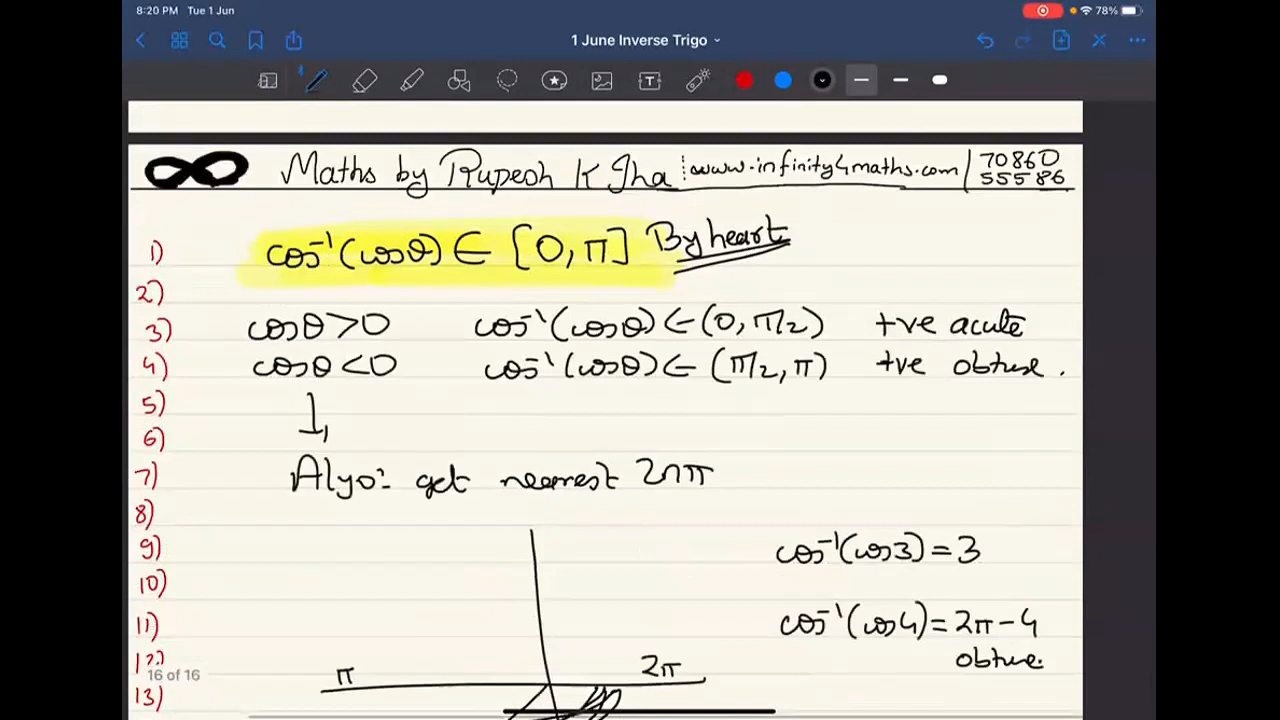 8:20 PM Tue 1 Jun
78%
1 June Inverse Trigo
Maths by Rupesh K Jha www.infinity4maths.com / 70860 55586
1) cos⁻¹(cosθ) ∈ [0, π] By heart
2)
3) cosθ > 0 cos⁻¹(cosθ) ∈ (0, π/2) +ve acute
4) cosθ < 0 cos⁻¹(cosθ) ∈ (π/2, π) +ve obtuse.
5)
6)
7) Algo: get nearest 2nπ
8)
9) cos⁻¹(cos3) = 3
10)
11) cos⁻¹(cos4) = 2π - 4
12) obtuse.
16 of 16
π 2π
13)